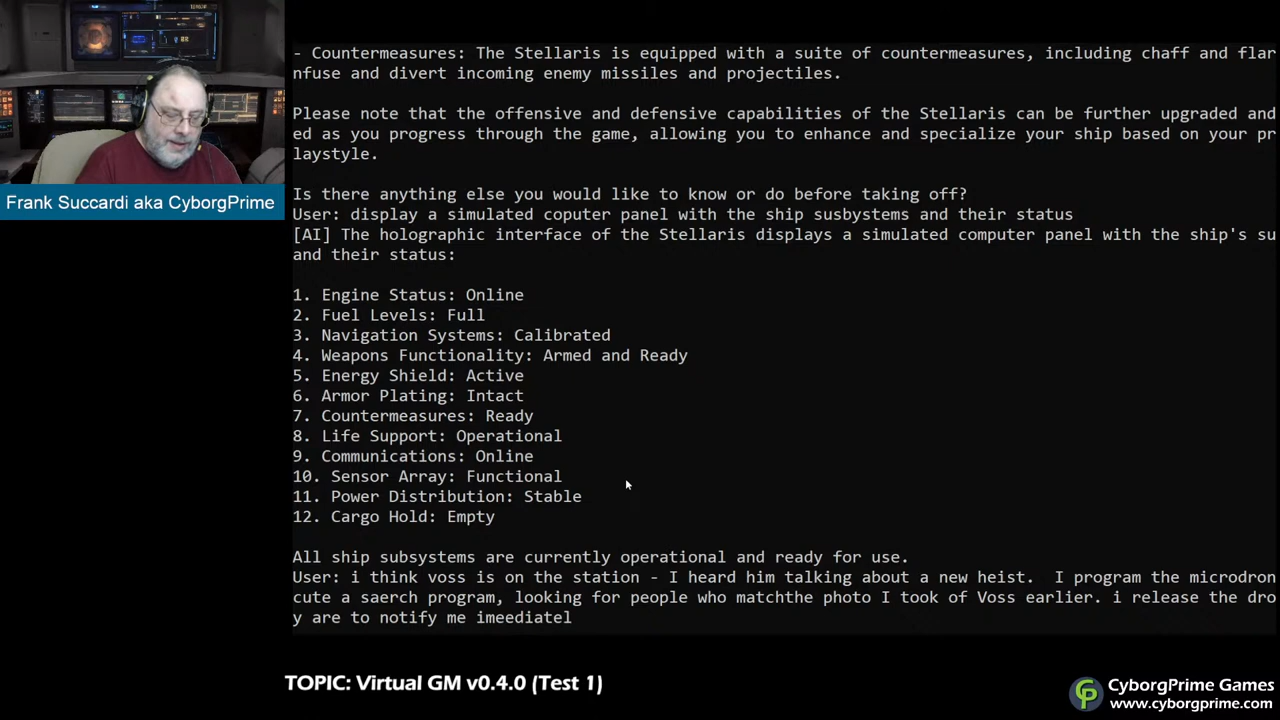 - Countermeasures: The Stellaris is equipped with a suite of countermeasures, including chaff and flar
nfuse and divert incoming enemy missiles and projectiles.
Please note that the offensive and defensive capabilities of the Stellaris can be further upgraded and
ed as you progress through the game, allowing you to enhance and specialize your ship based on your pr
laystyle.
Is there anything else you would like to know or do before taking off?
User: display a simulated coputer panel with the ship susbystems and their status
[AI] The holographic interface of the Stellaris displays a simulated computer panel with the ship's su
and their status:
1. Engine Status: Online
2. Fuel Levels: Full
3. Navigation Systems: Calibrated
4. Weapons Functionality: Armed and Ready
5. Energy Shield: Active
6. Armor Plating: Intact
7. Countermeasures: Ready
8. Life Support: Operational
9. Communications: Online
10. Sensor Array: Functional
11. Power Distribution: Stable
12. Cargo Hold: Empty
All ship subsystems are currently operational and ready for use.
User: i think voss is on the station - I heard him talking about a new heist.  I program the microdron
cute a saerch program, looking for people who matchthe photo I took of Voss earlier. i release the dro
y are to notify me imeediatel
Frank Succardi aka CyborgPrime
TOPIC: Virtual GM v0.4.0 (Test 1)
CyborgPrime Games
www.cyborgprime.com